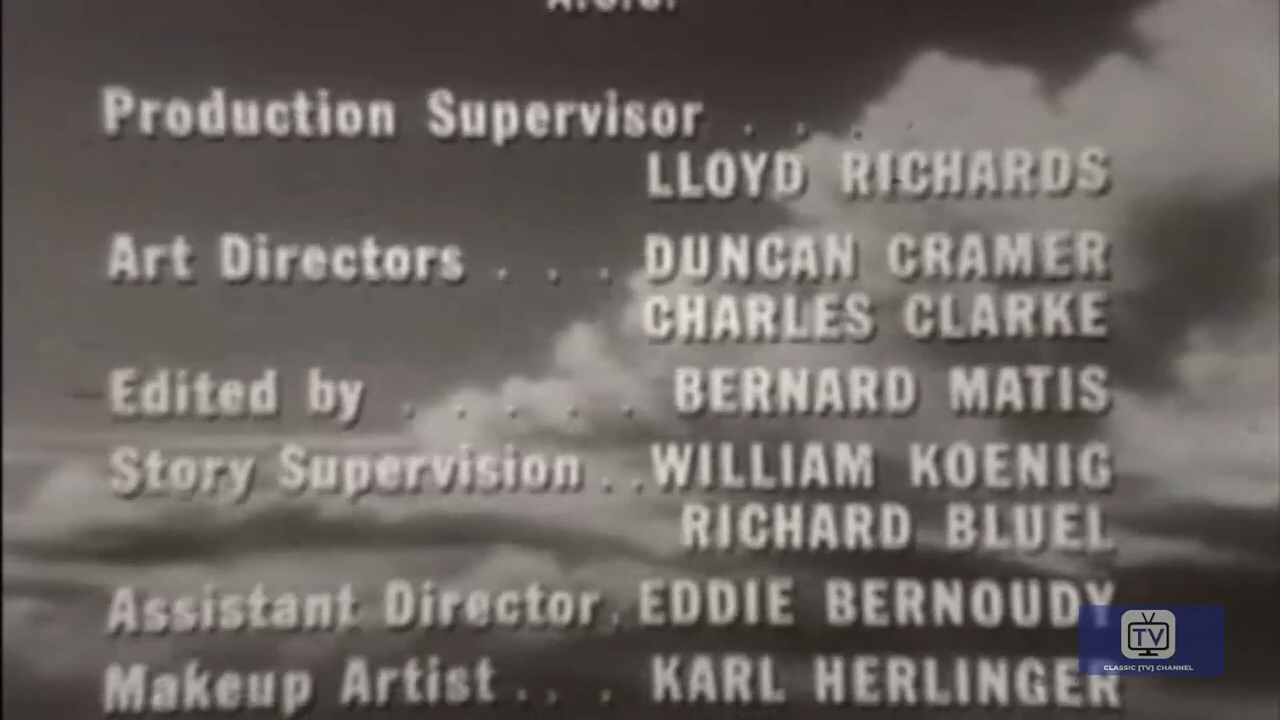 A.S.C.
Production Supervisor . . . .
LLOYD RICHARDS
Art Directors . . . DUNCAN CRAMER
CHARLES CLARKE
Edited by . . . . . BERNARD MATIS
Story Supervision . . WILLIAM KOENIG
RICHARD BLUEL
Assistant Director . EDDIE BERNOUDY
Makeup Artist . . . KARL HERLINGER
TV
CLASSIC [TV] CHANNEL